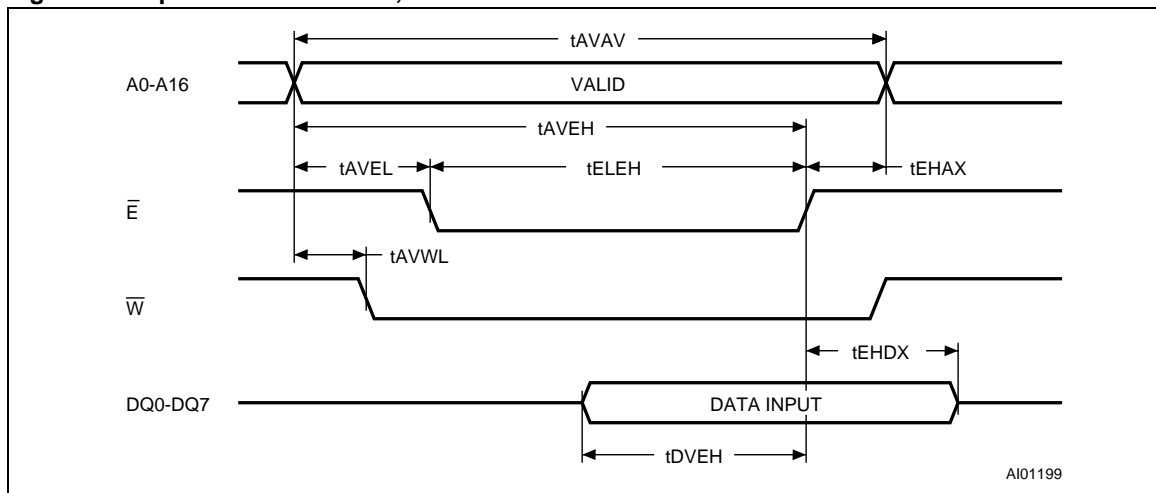 tAVAV
A0-A16
VALID
tAVEH
tAVEL
tELEH
tEHAX
E̅
tAVWL
W̅
tEHDX
DQ0-DQ7
DATA INPUT
tDVEH
AI01199